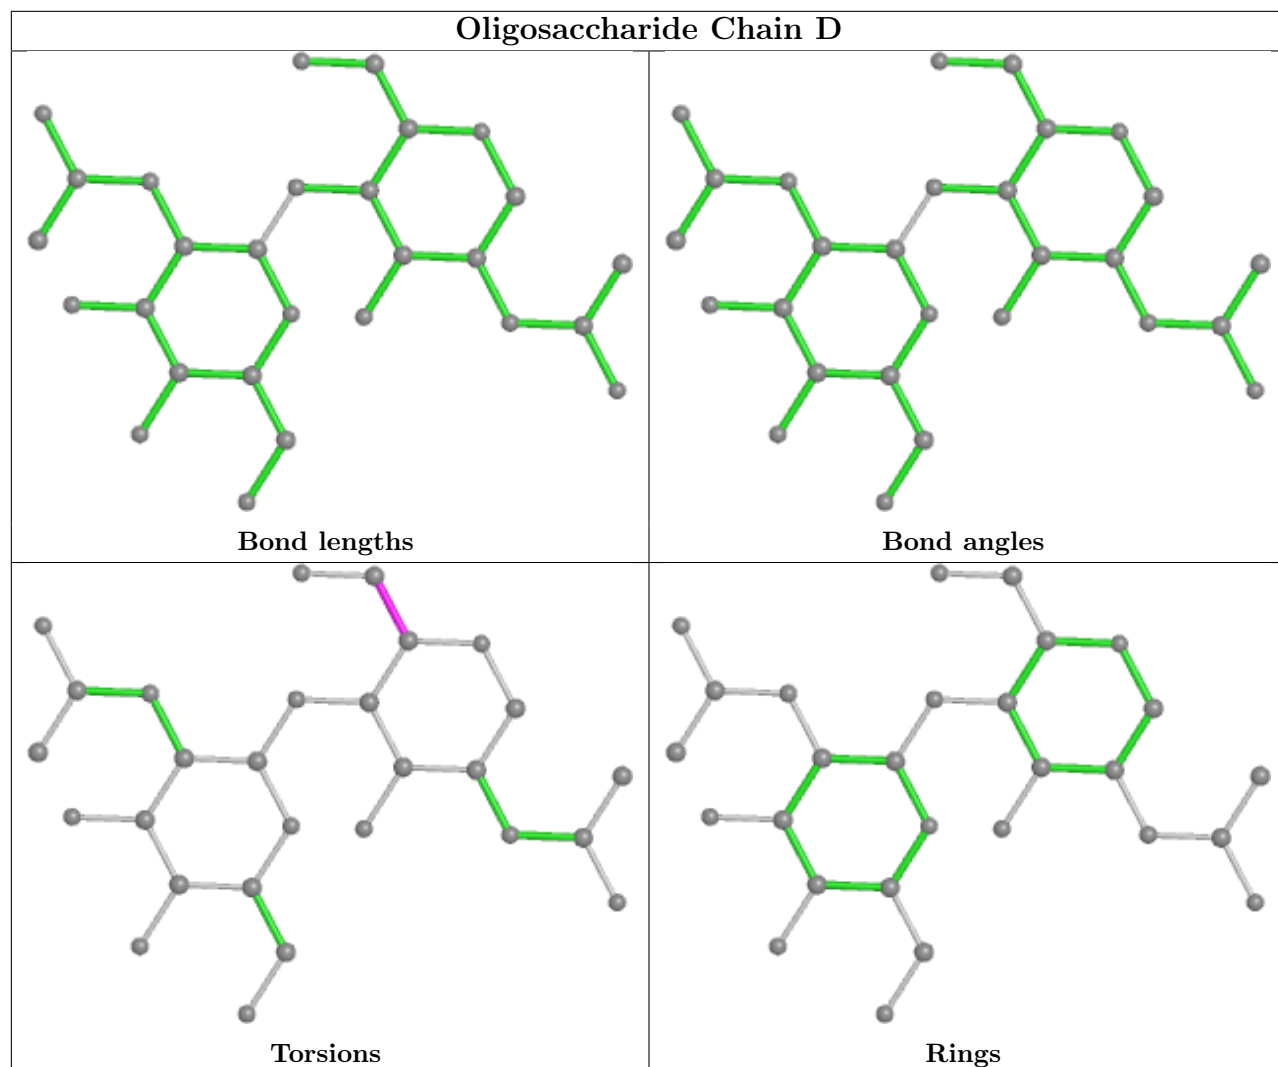 Oligosaccharide Chain D
Bond lengths
Bond angles
Torsions
Rings